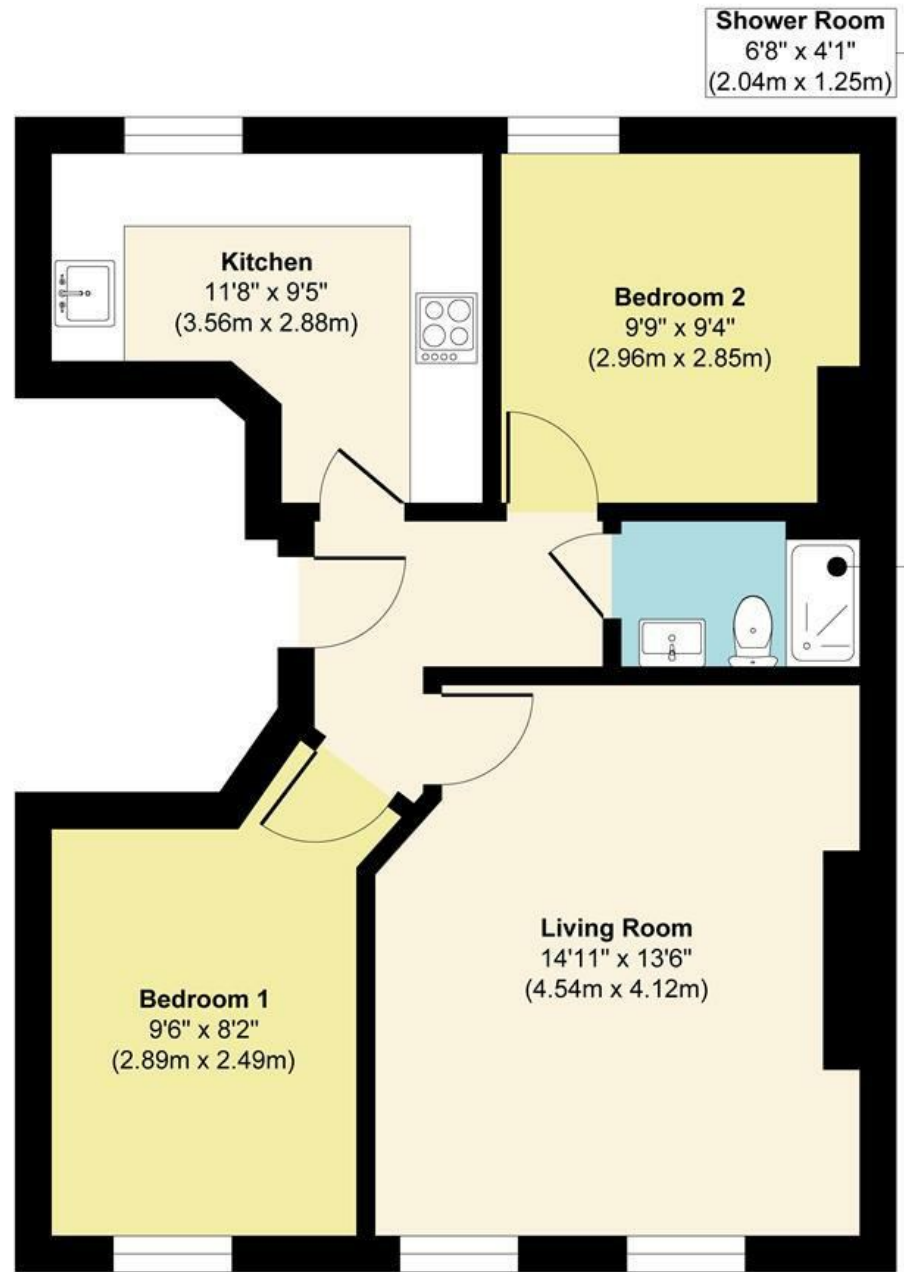 Shower Room
6'8" x 4'1"
(2.04m x 1.25m)
Kitchen
11'8" x 9'5"
(3.56m x 2.88m)
Bedroom 2
9'9" x 9'4"
(2.96m x 2.85m)
Living Room
14'11" x 13'6"
(4.54m x 4.12m)
Bedroom 1
9'6" x 8'2"
(2.89m x 2.49m)